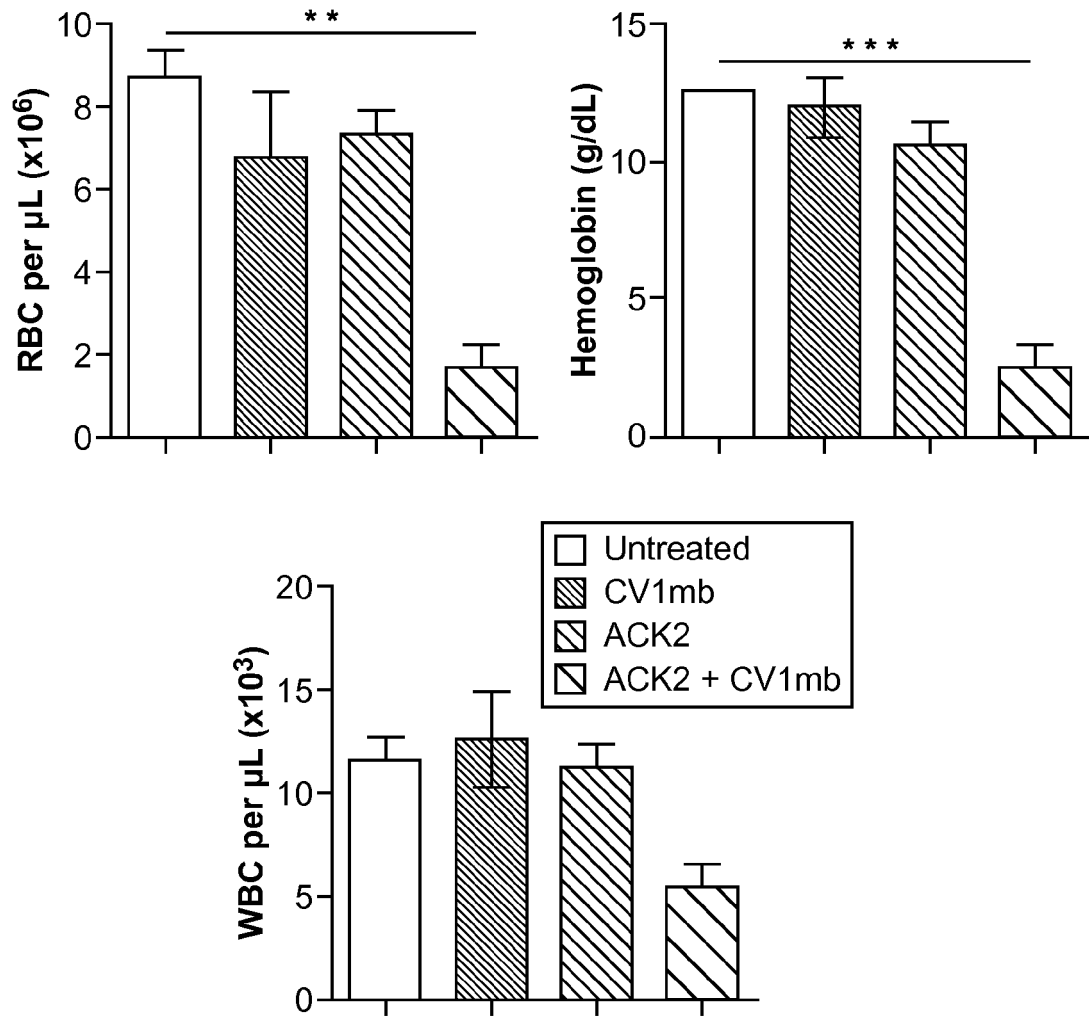 RBC per µL (x10⁶)
10
8
6
4
2
0
* *
Hemoglobin (g/dL)
15
10
5
0
* * *
WBC per µL (x10³)
20
15
10
5
0
Untreated
CV1mb
ACK2
ACK2 + CV1mb